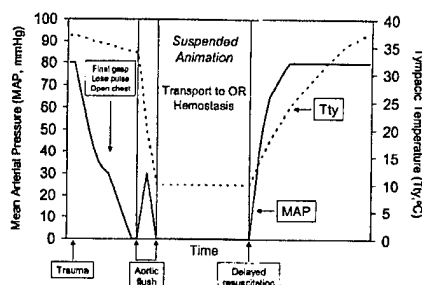 Mean Arterial Pressure (MAP, mmHg)
100
90
80
70
60
50
40
30
20
10
0
Final gasp
Lose pulse
Open chest
Suspended
Animation
Transport to OR
Hemostasis
Tty
MAP
40
35
30
25
20
15
10
5
0
Tympacic Temperature (Tty,ºC)
Time
Trauma
Aortic
flush
Delayed
resuscitation